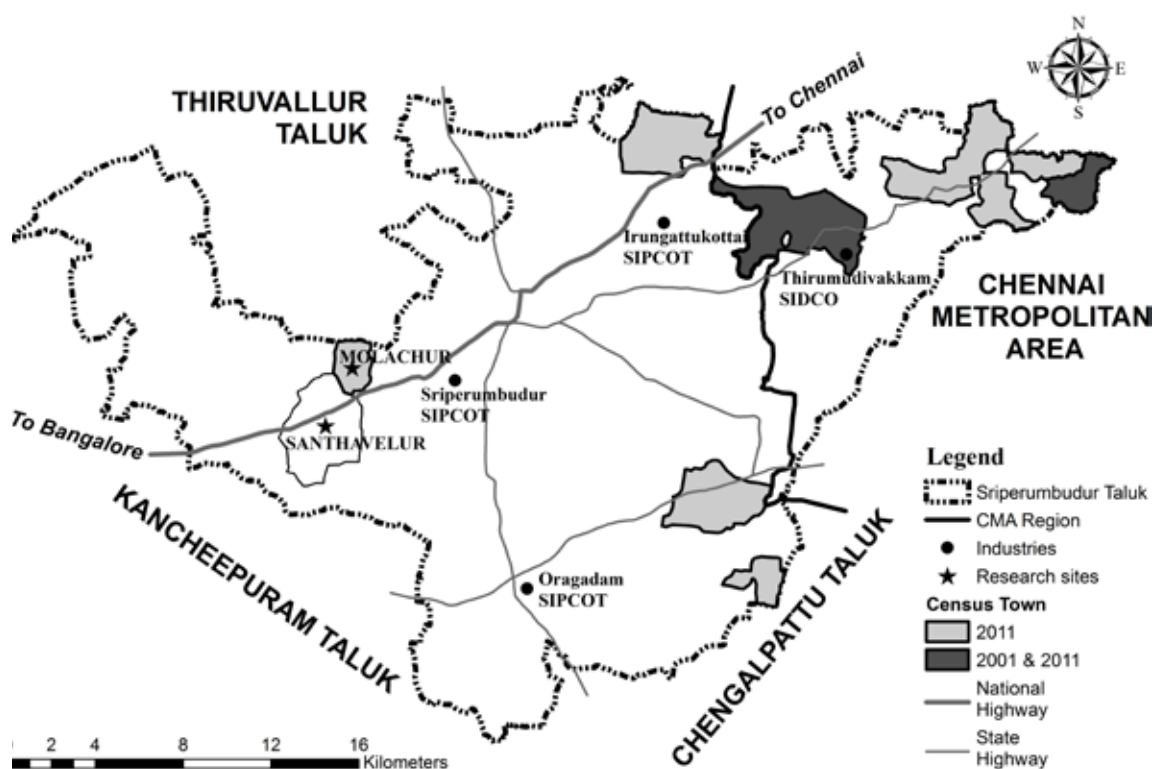 N
W E
S
To Chennai
THIRUVALLUR
TALUK
Irungattukottai
SIPCOT
Thirumudivakkam
SIDCO
CHENNAI
METROPOLITAN
AREA
MOLACHUR
Sriperumbudur
SIPCOT
To Bangalore
SANTHAVELUR
KANCHEEPURAM TALUK
Oragadam
SIPCOT
CHENGALPATTU TALUK
Legend
Sriperumbudur Taluk
CMA Region
Industries
Research sites
Census Town
2011
2001 & 2011
National
Highway
State
Highway
2 4 8 12 16
Kilometers